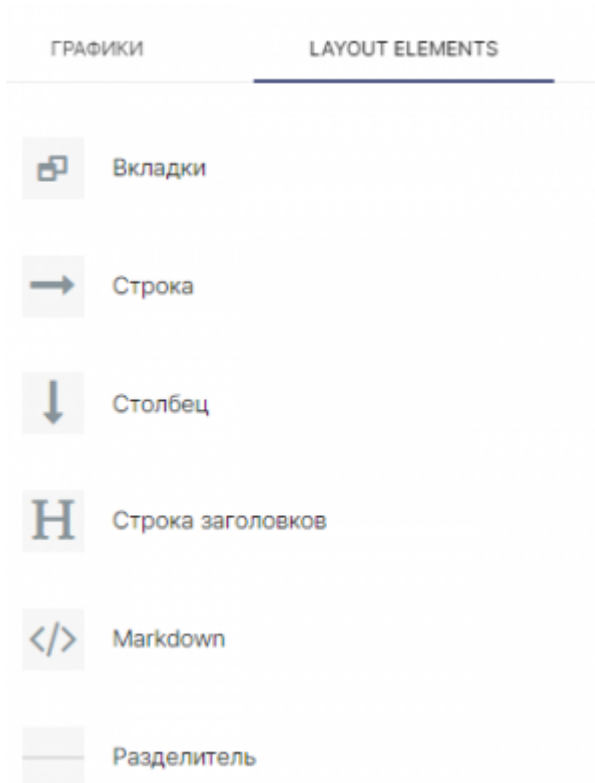 ГРАФИКИ LAYOUT ELEMENTS
Вкладки
Строка
Столбец
H Строка заголовков
</> Markdown
Разделитель